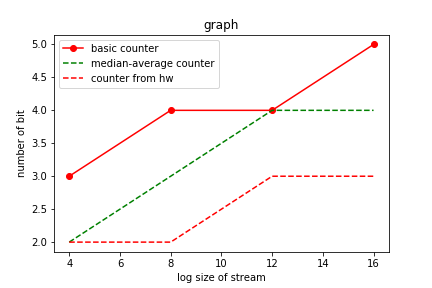 graph
basic counter
median-average counter
counter from hw
number of bit
5.0
4.5
4.0
3.5
3.0
2.5
2.0
4 6 8 10 12 14 16
log size of stream